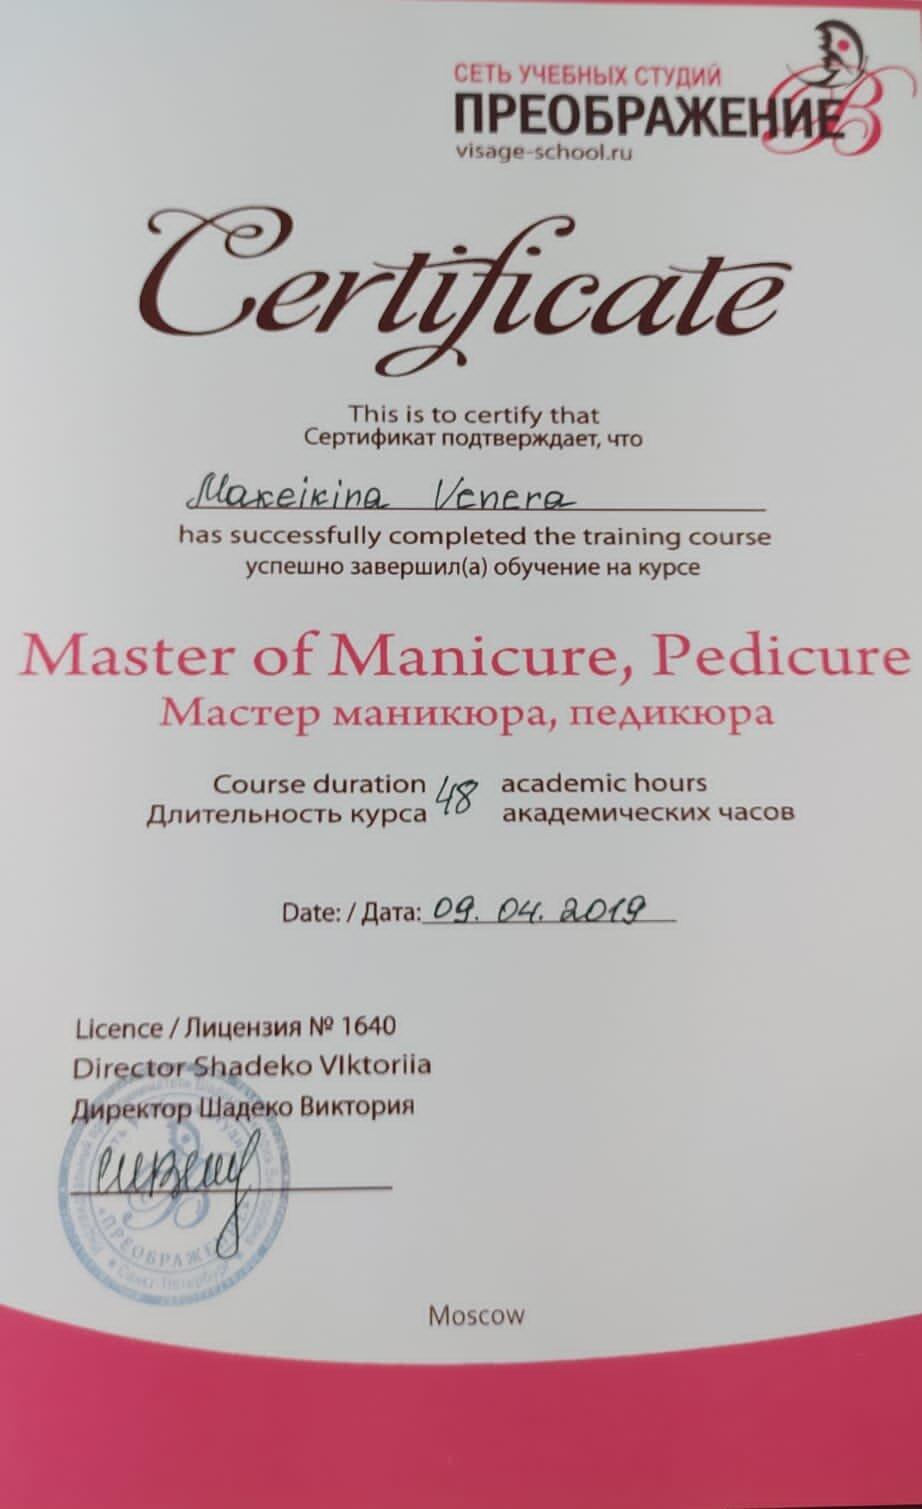 СЕТЬ УЧЕБНЫХ СТУДИЙ
ПРЕОБРАЖЕНИЕ
visage-school.ru
Certificate
This is to certify that
Сертификат подтверждает, что
Makeikina Venera
has successfully completed the training course
успешно завершил(а) обучение на курсе
Master of Manicure, Pedicure
Мастер маникюра, педикюра
Course duration 48 academic hours
Длительность курса академических часов
Date: / Дата: 09. 04. 2019
Licence / Лицензия № 1640
Director Shadeko VIktoriia
Директор Шадеко Виктория
«ПРЕОБРАЖЕНИЕ»
Санкт-Петербург
Moscow